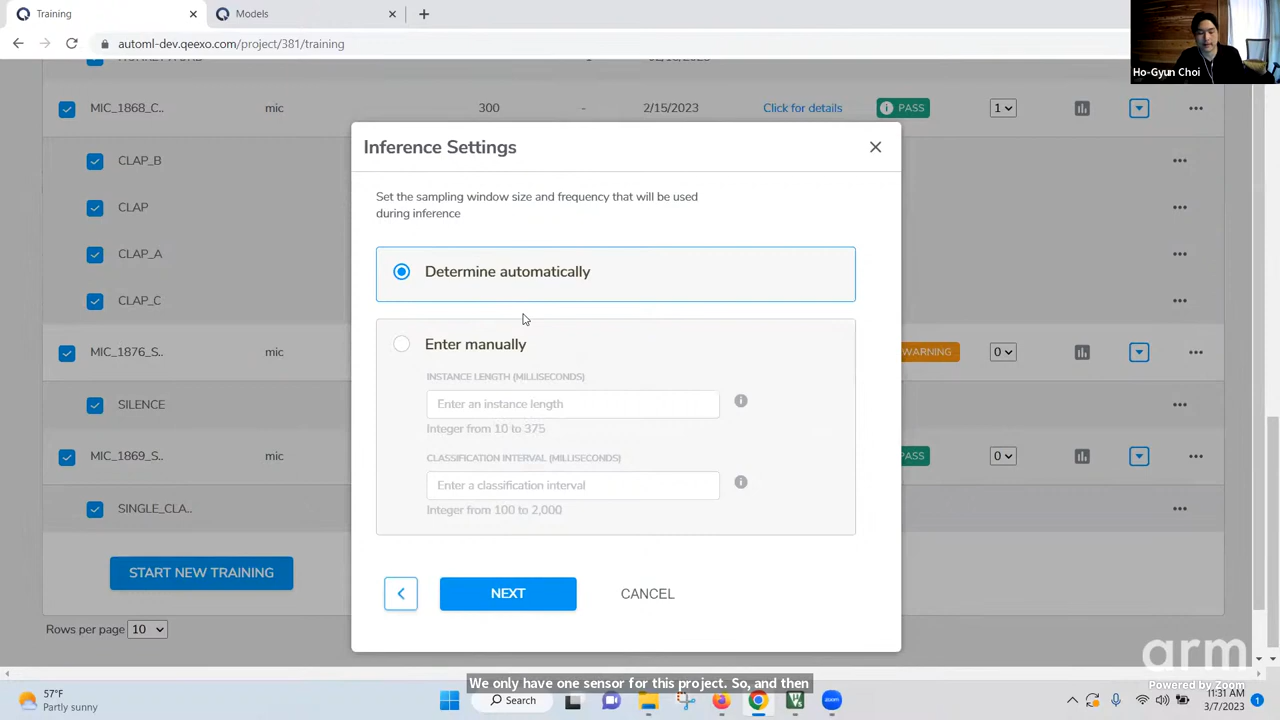 Training
Models
automl-dev.qeexo.com/project/381/training
Ho-Gyun Choi
MIC_1868_C..
mic
300
-
2/15/2023
Click for details
PASS
1
Inference Settings
Set the sampling window size and frequency that will be used
during inference
CLAP_B
CLAP
Determine automatically
CLAP_A
CLAP_C
MIC_1876_S..
mic
Enter manually
WARNING
0
INSTANCE LENGTH (MILLISECONDS)
Enter an instance length
SILENCE
Integer from 10 to 375
MIC_1869_S..
mic
CLASSIFICATION INTERVAL (MILLISECONDS)
PASS
0
Enter a classification interval
SINGLE_CLA..
Integer from 100 to 2,000
START NEW TRAINING
NEXT
CANCEL
Rows per page 10
arm
Powered by Zoom
We only have one sensor for this project. So, and then
57°F
Partly sunny
Search
zoom
11:31 AM
3/7/2023
1